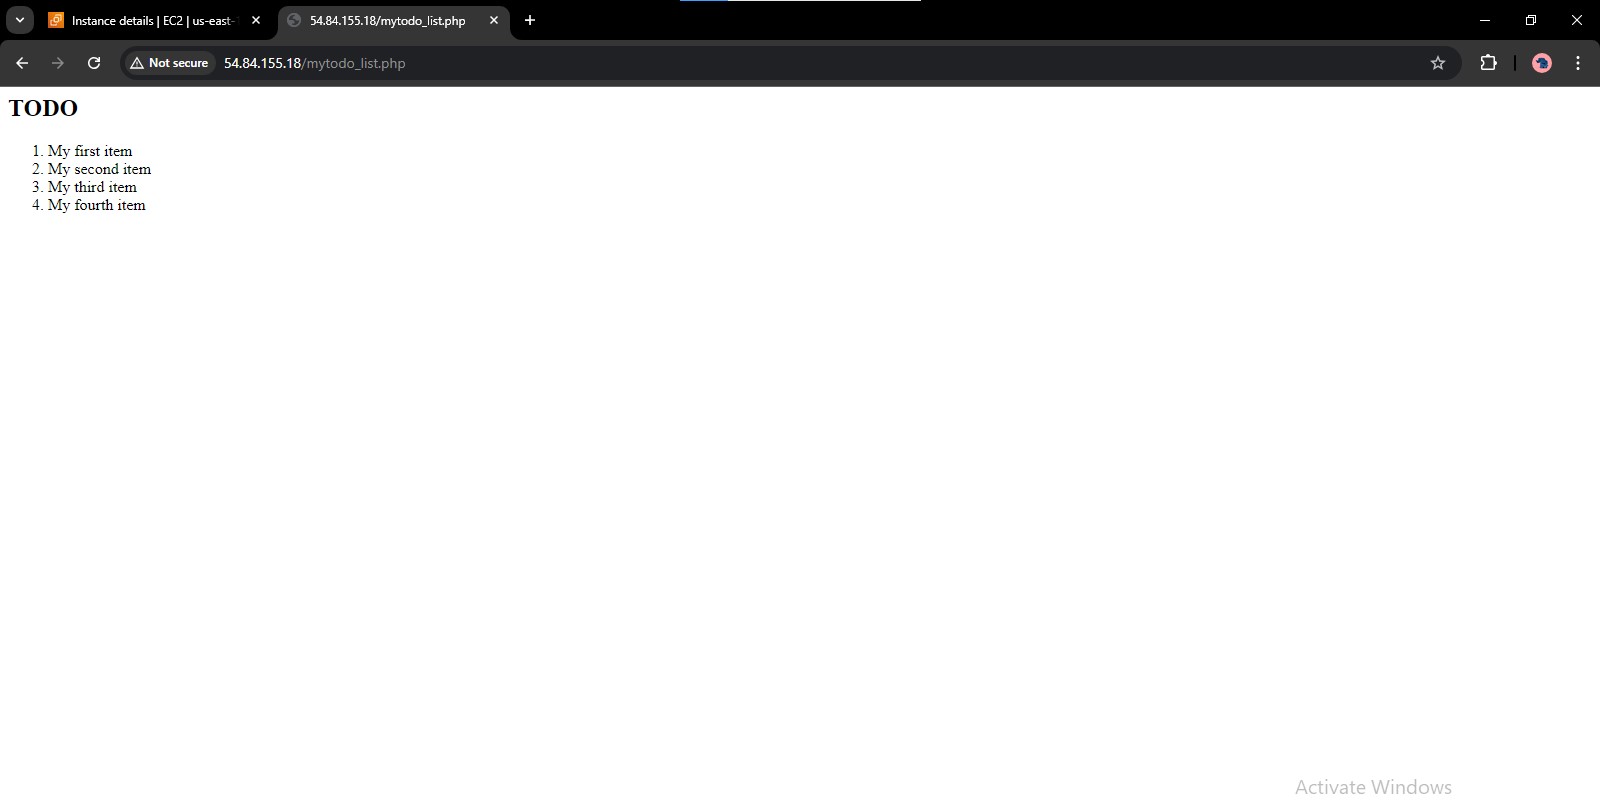 Instance details | EC2 | us-east-
54.84.155.18/mytodo_list.php
Not secure
54.84.155.18/mytodo_list.php
TODO
1. My first item
2. My second item
3. My third item
4. My fourth item
Activate Windows